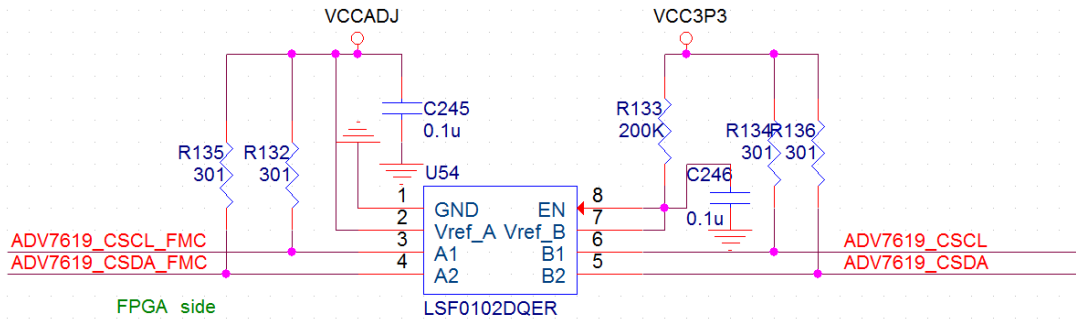 VCCADJ
VCC3P3
C245
0.1u
R133
200K
R135
301
R132
301
R134
301
R136
301
U54
C246
0.1u
1
GND
EN
8
2
Vref_A
Vref_B
7
3
A1
B1
6
4
A2
B2
5
ADV7619_CSCL_FMC
ADV7619_CSDA_FMC
ADV7619_CSCL
ADV7619_CSDA
FPGA side
LSF0102DQER